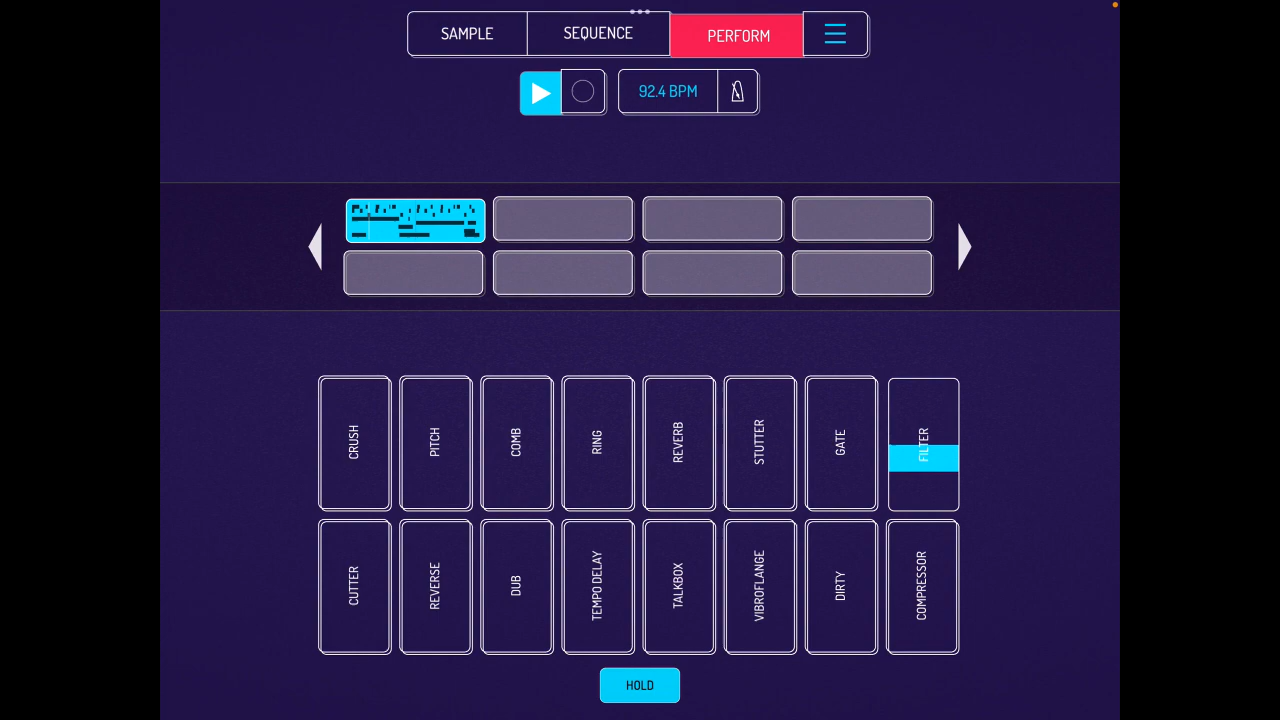 SAMPLE SEQUENCE PERFORM
92.4 BPM
CRUSH PITCH COMB RING REVERB STUTTER GATE FILTER
CUTTER REVERSE DUB TEMPO DELAY TALKBOX VIBROFLANGE DIRTY COMPRESSOR
HOLD